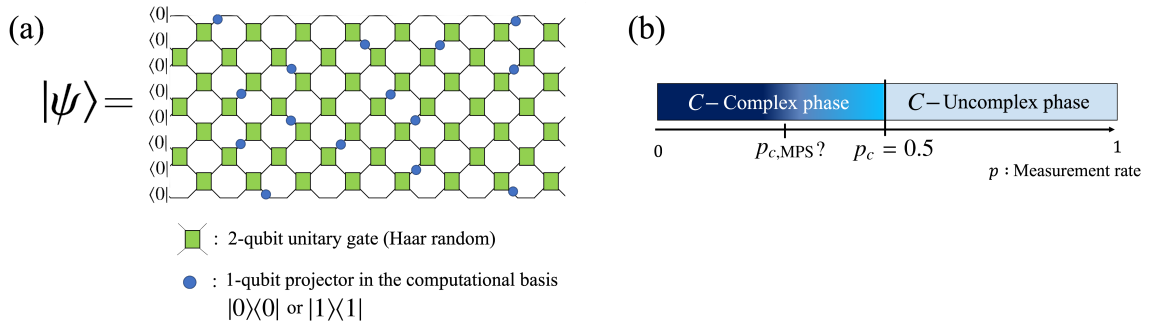 (a)
|ψ⟩=
⟨0|
⟨0|
⟨0|
⟨0|
⟨0|
⟨0|
⟨0|
⟨0|
: 2-qubit unitary gate (Haar random)
: 1-qubit projector in the computational basis
|0⟩⟨0| or |1⟩⟨1|
(b)
C−Complex phase
C−Uncomplex phase
0
p_{c,MPS}?
p_c = 0.5
1
p : Measurement rate